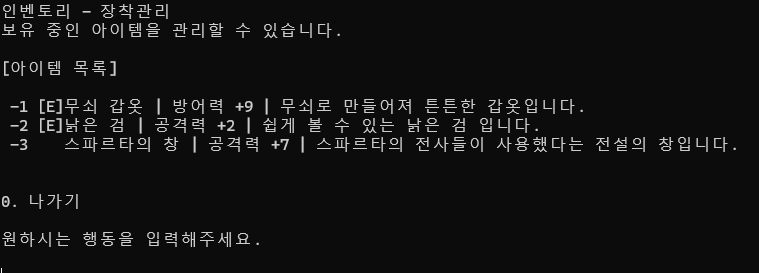 인벤토리 - 장착관리
보유 중인 아이템을 관리할 수 있습니다.
[아이템 목록]
-1 [E]무쇠 갑옷 | 방어력 +9 | 무쇠로 만들어져 튼튼한 갑옷입니다.
-2 [E]낡은 검 | 공격력 +2 | 쉽게 볼 수 있는 낡은 검 입니다.
-3 스파르타의 창 | 공격력 +7 | 스파르타의 전사들이 사용했다는 전설의 창입니다.
0. 나가기
원하시는 행동을 입력해주세요.